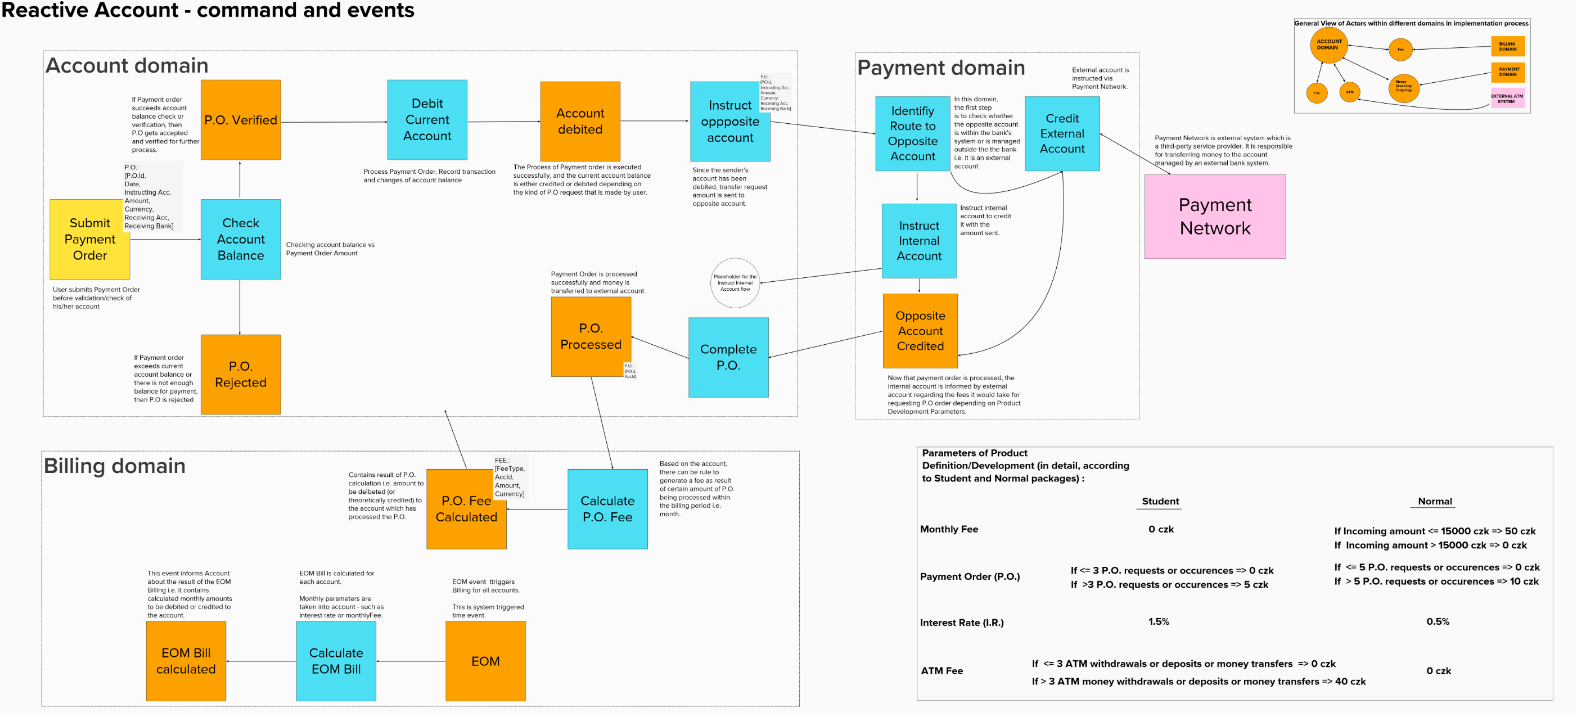 Reactive Account - command and events
Account domain
If Payment order
succeeds account
balance check or
verification, then
P.O gets accepted
and verified for further
process.
P.O. Verified
P.O.:
[P.O.Id,
Date,
Instructing Acc,
Amount,
Currency,
Receiving Acc,
Receiving Bank]
Submit
Payment
Order
User submits Payment Order
before validation/check of
his/her account
Check
Account
Balance
Checking account balance vs
Payment Order Amount
If Payment order
exceeds current
account balance or
there is not enough
balance for payment,
then P.O is rejected
P.O.
Rejected
Debit
Current
Account
Process Payment Order, Record transaction
and changes of account balance
Account
debited
The Process of Payment order is executed
successfully, and the current account balance
is either credited or debited depending on
the kind of P.O request that is made by user.
Instruct
oppposite
account
P.O.:
[P.O.Id,
Instructing Acc,
Amount,
Currency,
Receiving Acc,
Receiving Bank]
Since the sender's
account has been
debited, transfer request
amount is sent to
opposite account.
Placeholder for the
Instruct Internal
Account flow
Payment Order is processed
successfully and money is
transferred to external account
P.O.
Processed
Complete
P.O.
Payment domain
External account is
instructed via
Payment Network.
Identifiy
Route to
Opposite
Account
In this domain,
the first step
is to check whether
the opposite account
is within the bank's
system or is managed
outside the the bank
i.e. it is an external
account
Credit
External
Account
Instruct
Internal
Account
Instruct internal
account to credit
it with the
amount sent.
Opposite
Account
Credited
Now that payment order is processed, the
internal account is informed by external
account regarding the fees it would take for
requesting P.O order depending on Product
Development Parameters.
Payment Network is external system which is
a third-party service provider. It is responsible
for transferring money to the account
managed by an external bank system.
Payment
Network
General View of Actors within different domains in implementation process
ACCOUNT
DOMAIN
Fee
ATM
BILLING
DOMAIN
PAYMENT
DOMAIN
EXTERNAL ATM
SYSTEM
Billing domain
Contains result of P.O.
calculation i.e. amount to
be deibeted (or
theoretically credited) to
the account which has
processed the P.O.
P.O. Fee
Calculated
FEE.:
[FeeType,
AccId,
Amount,
Currency]
Calculate
P.O. Fee
Based on the account,
there can be rule to
generate a fee as result
of certain amount of P.O.
being processed within
the billing period i.e.
month.
This event informs Account
about the result of the EOM
Billing i.e. it contains
calculated monthly amounts
to be debited or credited to
the account.
EOM Bill
calculated
EOM Bill is calculated for
each account.
Monthly parameters are
taken into account - such as
interest rate or monthlyFee.
Calculate
EOM Bill
EOM event ttriggers
Billing for all accounts.
This is system triggered
time event
EOM
Parameters of Product
Definition/Development (in detail, according
to Student and Normal packages) :
Student
Normal
Monthly Fee
0 czk
If Incoming amount <= 15000 czk => 50 czk
If Incoming amount > 15000 czk => 0 czk
Payment Order (P.O.)
If <= 3 P.O. requests or occurences => 0 czk
If >3 P.O. requests or occurences => 5 czk
If <= 5 P.O. requests or occurences => 0 czk
If > 5 P.O. requests or occurences => 10 czk
Interest Rate (I.R.)
1.5%
0.5%
ATM Fee
If <= 3 ATM withdrawals or deposits or money transfers => 0 czk
If > 3 ATM money withdrawals or deposits or money transfers => 40 czk
0 czk